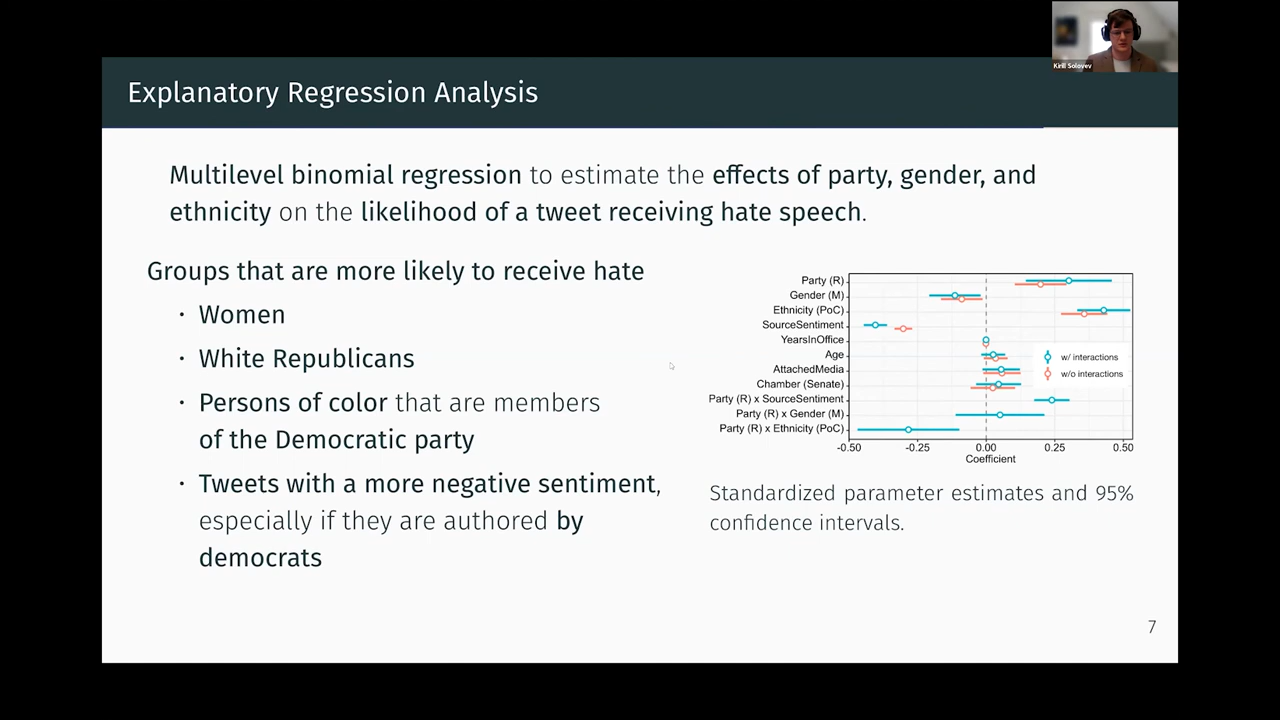 Kirill Solovev
Explanatory Regression Analysis
Multilevel binomial regression to estimate the effects of party, gender, and
ethnicity on the likelihood of a tweet receiving hate speech.
Groups that are more likely to receive hate
· Women
· White Republicans
· Persons of color that are members
of the Democratic party
· Tweets with a more negative sentiment,
especially if they are authored by
democrats
Party (R)
Gender (M)
Ethnicity (PoC)
SourceSentiment
YearsInOffice
Age
AttachedMedia
Chamber (Senate)
Party (R) x SourceSentiment
Party (R) x Gender (M)
Party (R) x Ethnicity (PoC)
w/ interactions
w/o interactions
-0.50 -0.25 0.00 0.25 0.50
Coefficient
Standardized parameter estimates and 95%
confidence intervals.
7